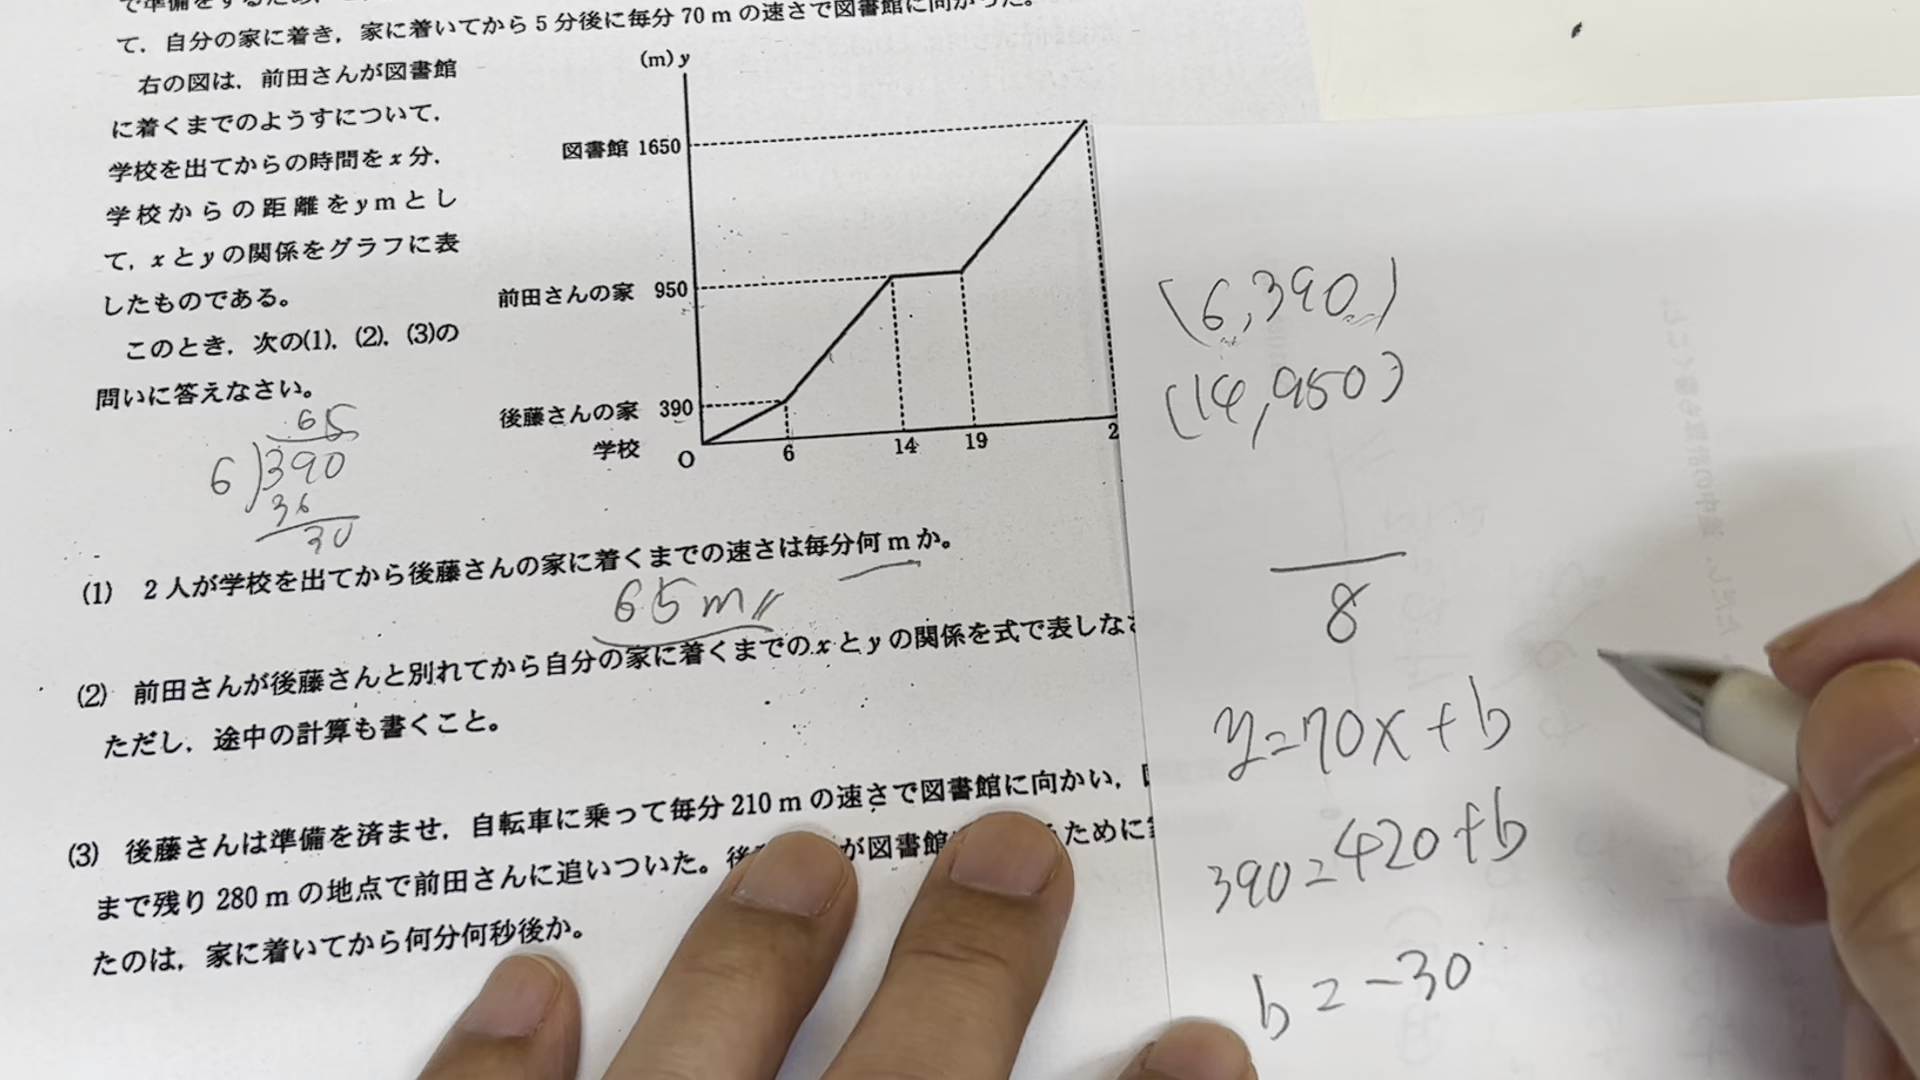 て，自分の家に着き，家に着いてから5分後に毎分70mの速さで図書館に向かった。
右の図は，前田さんが図書館
に着くまでのようすについて，
学校を出てからの時間をx分，
学校からの距離をymとし
て，xとyの関係をグラフに表
したものである。
このとき，次の(1)，(2)，(3)の
問いに答えなさい。
(m) y
図書館 1650
前田さんの家 950
後藤さんの家 390
学校
O 6 14 19 2
65
6)390
36
30
(1) 2人が学校を出てから後藤さんの家に着くまでの速さは毎分何mか。
65m
(2) 前田さんが後藤さんと別れてから自分の家に着くまでのxとyの関係を式で表しなさ
ただし，途中の計算も書くこと。
(3) 後藤さんは準備を済ませ，自転車に乗って毎分210mの速さで図書館に向かい，
まで残り280mの地点で前田さんに追いついた。後 が図書館 ために
たのは，家に着いてから何分何秒後か。
(6,390)
(14,950)
8
y=70x+b
390=420+b
b=-30